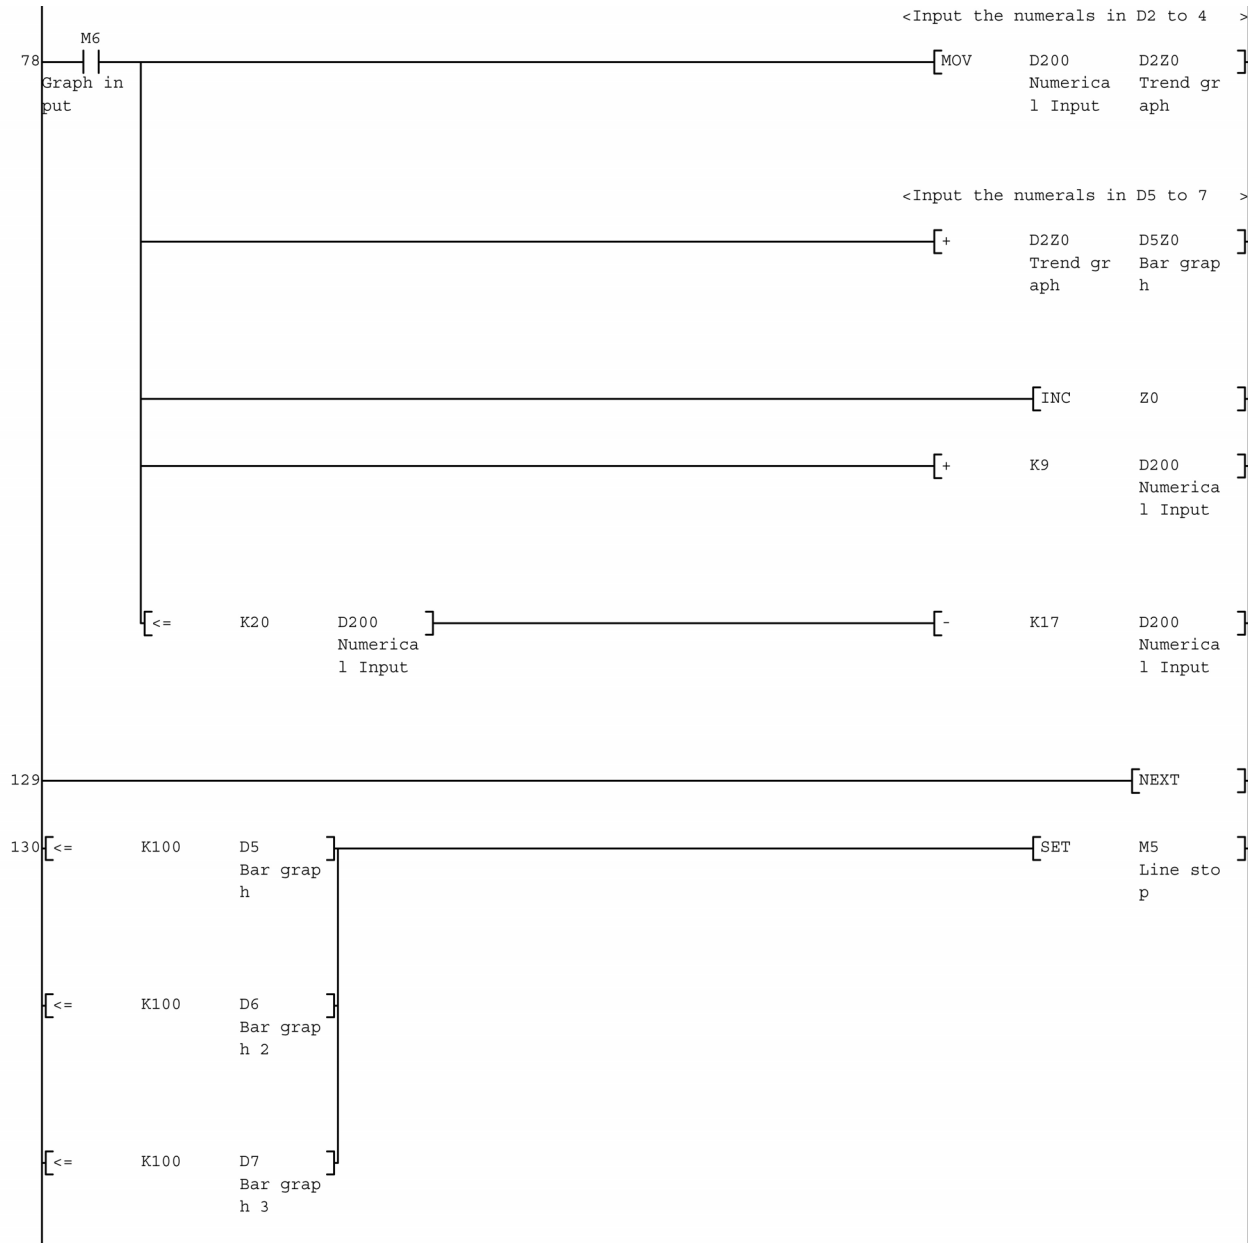 <Input the numerals in D2 to 4 >
M6
78 MOV D200 D2Z0
Graph in Numerica Trend gr
put l Input aph
<Input the numerals in D5 to 7 >
+ D2Z0 D5Z0
Trend gr Bar grap
aph h
INC Z0
+ K9 D200
Numerica
l Input
<= K20 D200 - K17 D200
Numerica Numerica
l Input l Input
129 NEXT
130 <= K100 D5 SET M5
Bar grap Line sto
h p
<= K100 D6
Bar grap
h 2
<= K100 D7
Bar grap
h 3